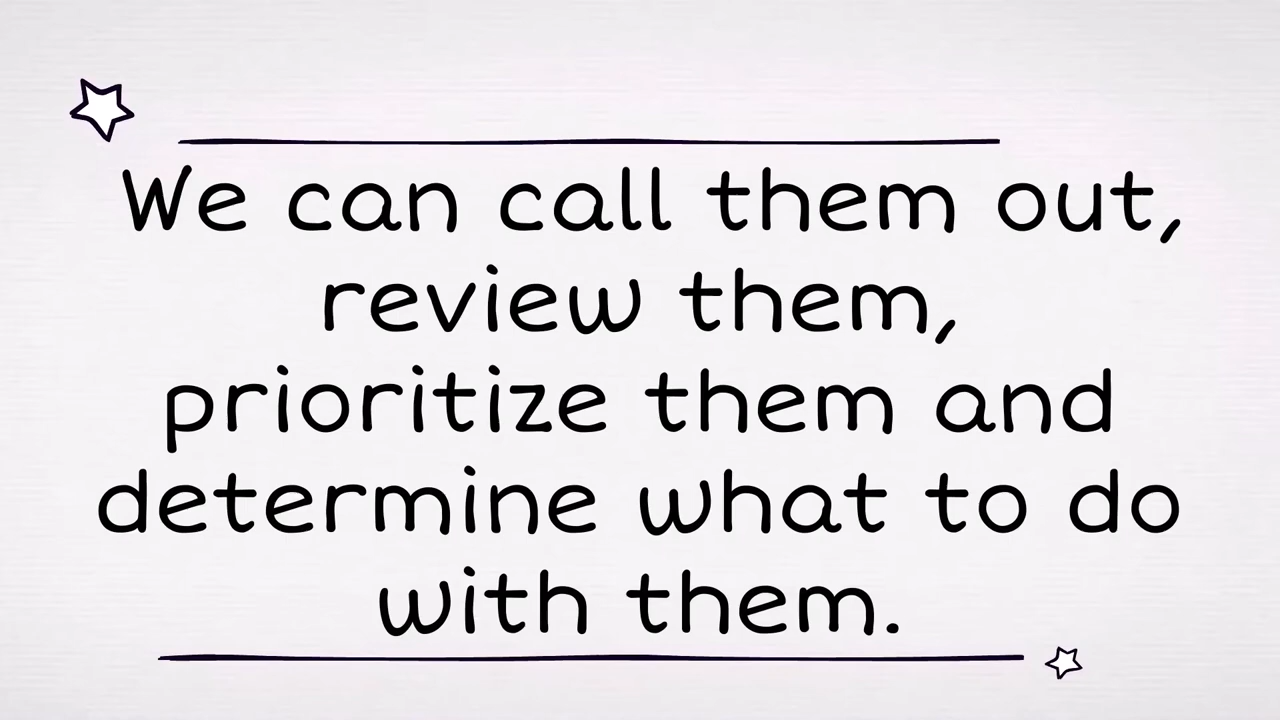 We can call them out,
review them,
prioritize them and
determine what to do
with them.